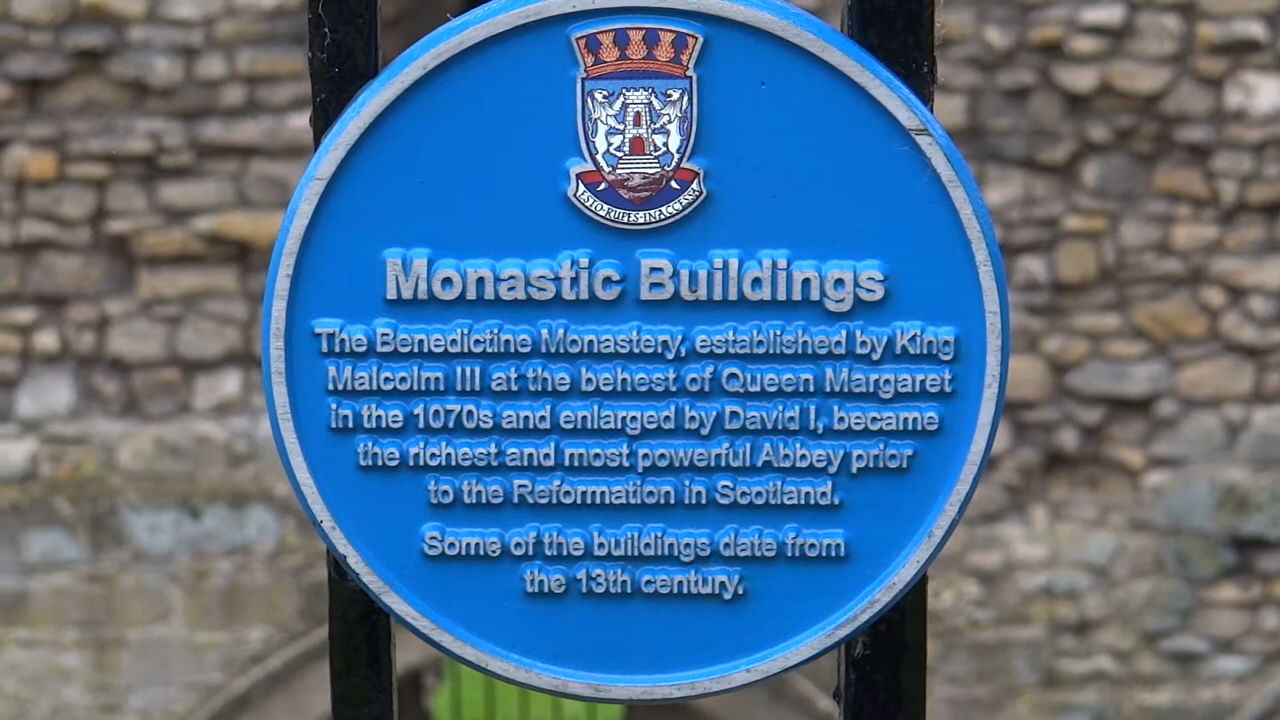 ESTO·RUPES·INACCESSA
Monastic Buildings
The Benedictine Monastery, established by King
Malcolm III at the behest of Queen Margaret
in the 1070s and enlarged by David I, became
the richest and most powerful Abbey prior
to the Reformation in Scotland.
Some of the buildings date from
the 13th century.